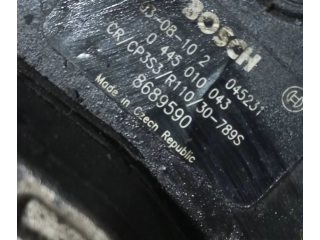 BOSCH
03-08-10 2 045231
0 445 010 043
CR/CP3S3/R110/30-789S
8689590
Made in Czech Republic